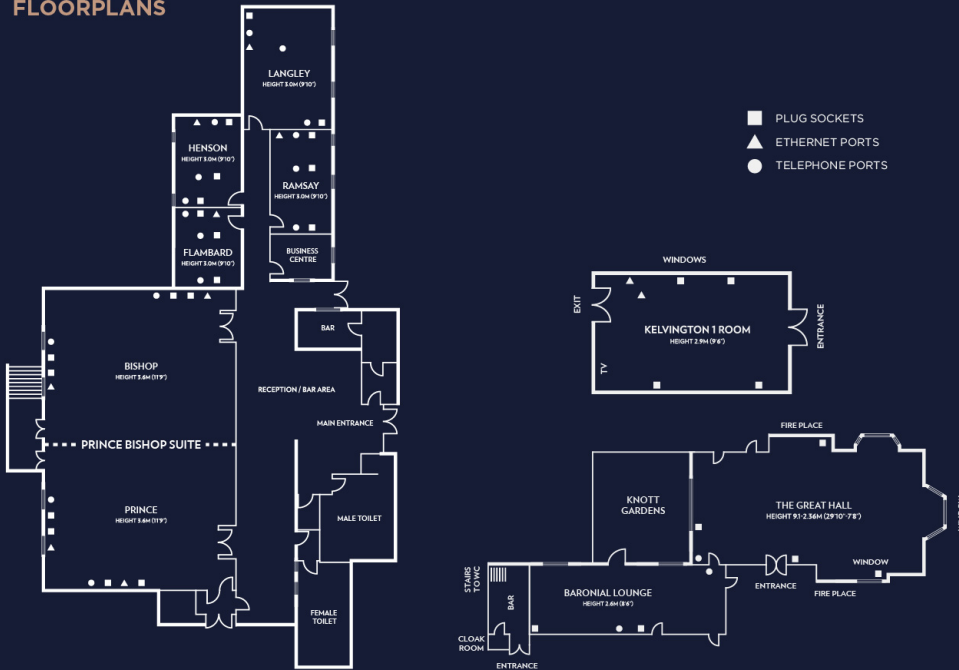 FLOORPLANS
LANGLEY
HEIGHT 3.0M (9'10")
HENSON
HEIGHT 3.0M (9'10")
RAMSAY
HEIGHT 3.0M (9'10")
FLAMBARD
HEIGHT 3.0M (9'10")
BUSINESS
CENTRE
BAR
BISHOP
HEIGHT 3.6M (11'9")
RECEPTION / BAR AREA
MAIN ENTRANCE
PRINCE BISHOP SUITE
PRINCE
HEIGHT 3.6M (11'9")
MALE TOILET
FEMALE
TOILET
PLUG SOCKETS
ETHERNET PORTS
TELEPHONE PORTS
WINDOWS
EXIT
KELVINGTON 1 ROOM
HEIGHT 2.9M (9'6")
ENTRANCE
TV
FIRE PLACE
KNOTT
GARDENS
THE GREAT HALL
HEIGHT 9.1-2.36M (29'10"-7'8")
WINDOW
ENTRANCE
FIRE PLACE
STAIRS
TO WC
BAR
BARONIAL LOUNGE
HEIGHT 2.6M (8'6")
CLOAK
ROOM
ENTRANCE